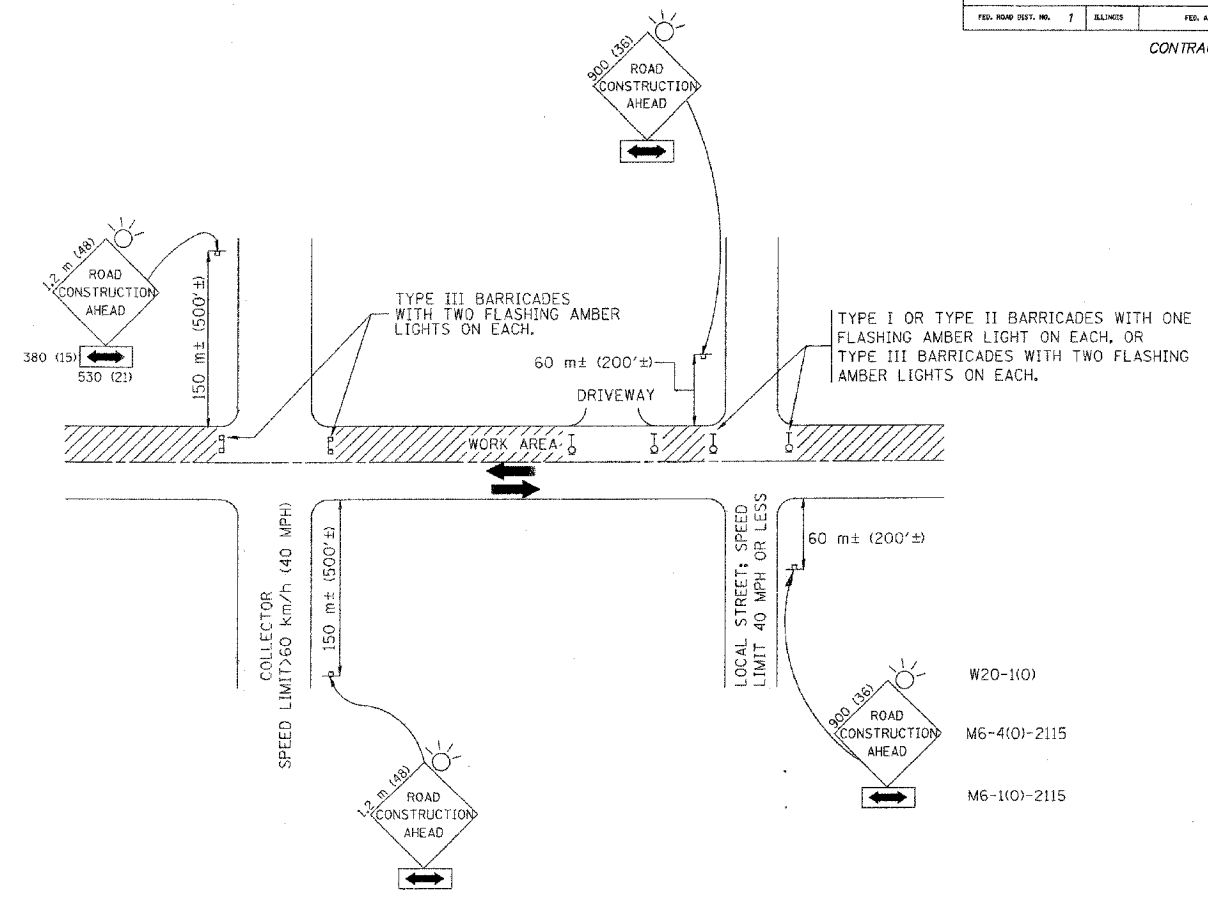 FED. ROAD DIST. NO. 1 ILLINOIS FED. A
CONTRA
900 (36)
ROAD
CONSTRUCTION
AHEAD
1.2 m (48)
ROAD
CONSTRUCTION
AHEAD
380 (15)
530 (21)
150 m± (500'±)
TYPE III BARRICADES
WITH TWO FLASHING AMBER
LIGHTS ON EACH.
60 m± (200'±)
DRIVEWAY
TYPE I OR TYPE II BARRICADES WITH ONE
FLASHING AMBER LIGHT ON EACH, OR
TYPE III BARRICADES WITH TWO FLASHING
AMBER LIGHTS ON EACH.
WORK AREA
COLLECTOR
SPEED LIMIT>60 km/h (40 MPH)
150 m± (500'±)
LOCAL STREET; SPEED
LIMIT 40 MPH OR LESS
60 m± (200'±)
1.2 m (48)
ROAD
CONSTRUCTION
AHEAD
900 (36)
ROAD
CONSTRUCTION
AHEAD
W20-1(O)
M6-4(O)-2115
M6-1(O)-2115